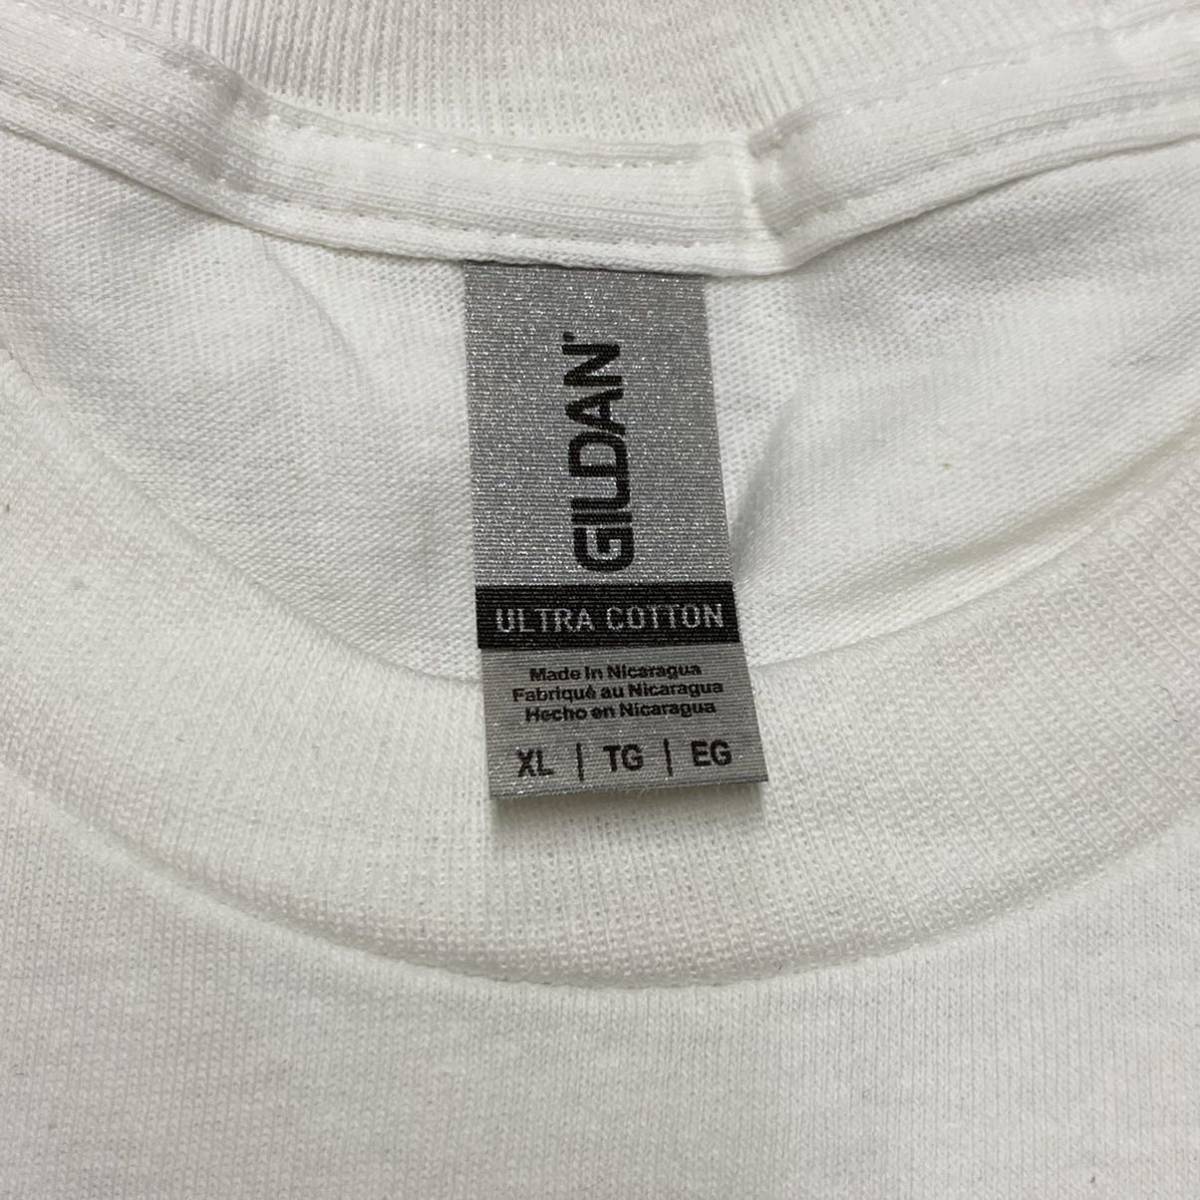 GILDAN
ULTRA COTTON
Made in Nicaragua
Fabriqué au Nicaragua
Hecho en Nicaragua
XL | TG | EG